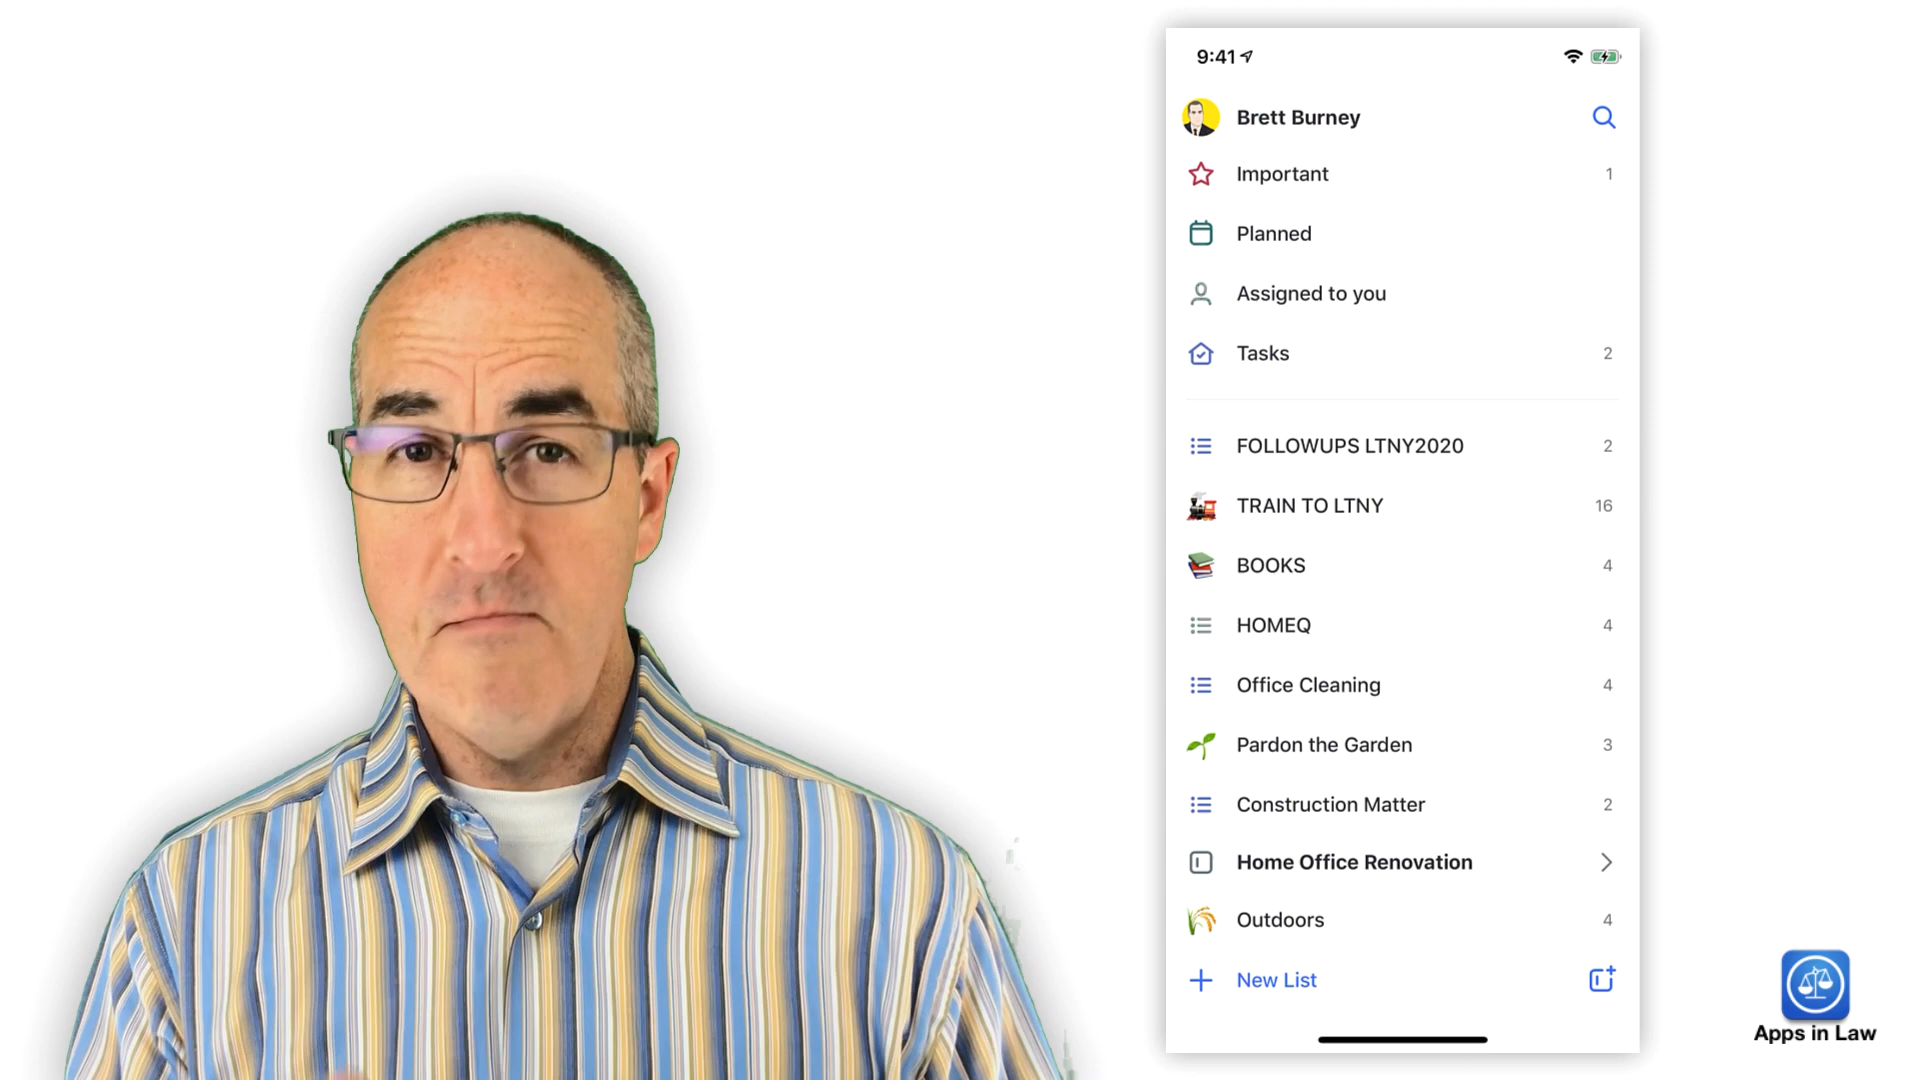 9:41
Brett Burney
Important 1
Planned
Assigned to you
Tasks 2
FOLLOWUPS LTNY2020 2
TRAIN TO LTNY 16
BOOKS 4
HOMEQ 4
Office Cleaning 4
Pardon the Garden 3
Construction Matter 2
Home Office Renovation
Outdoors 4
New List
Apps in Law